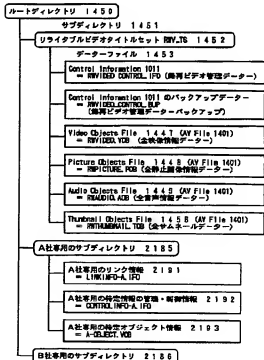 ルートディレクトリ 1450
サブディレクトリ 1451
リライタブルビデオタイトルセット RWV_TS 1452
データーファイル 1453
Control Information 1011
= RWVIDEO_CONTROL.IFO (録再ビデオ管理データー)
Control Information 1011 のバックアップデーター
= RWVIDEO_CONTROL.BUP
(録再ビデオ管理データーバックアップ)
Video Objects File 1447 (AV File 1401)
= RWVIDEO.VOB (全映像情報データー)
Picture Objects File 1448 (AV File 1401)
= RWPICTURE.POB (全静止画像情報データー)
Audio Objects File 1449 (AV File 1401)
= RWAUDIO.AOB (全音声情報データー)
Thumbnail Objects File 1458 (AV File 1401)
= RWTHUMBNAIL.TOB (全サムネールデーター)
A社専用のサブディレクトリ 2185
A社専用のリンク情報 2191
= LINKINFO-A.IFO
A社専用の特定情報の管理・制御情報 2192
= CONTROLINFO-A.IFO
A社専用の特定オブジェクト情報 2193
= A-OBJECT.VOB
B社専用のサブディレクトリ 2186